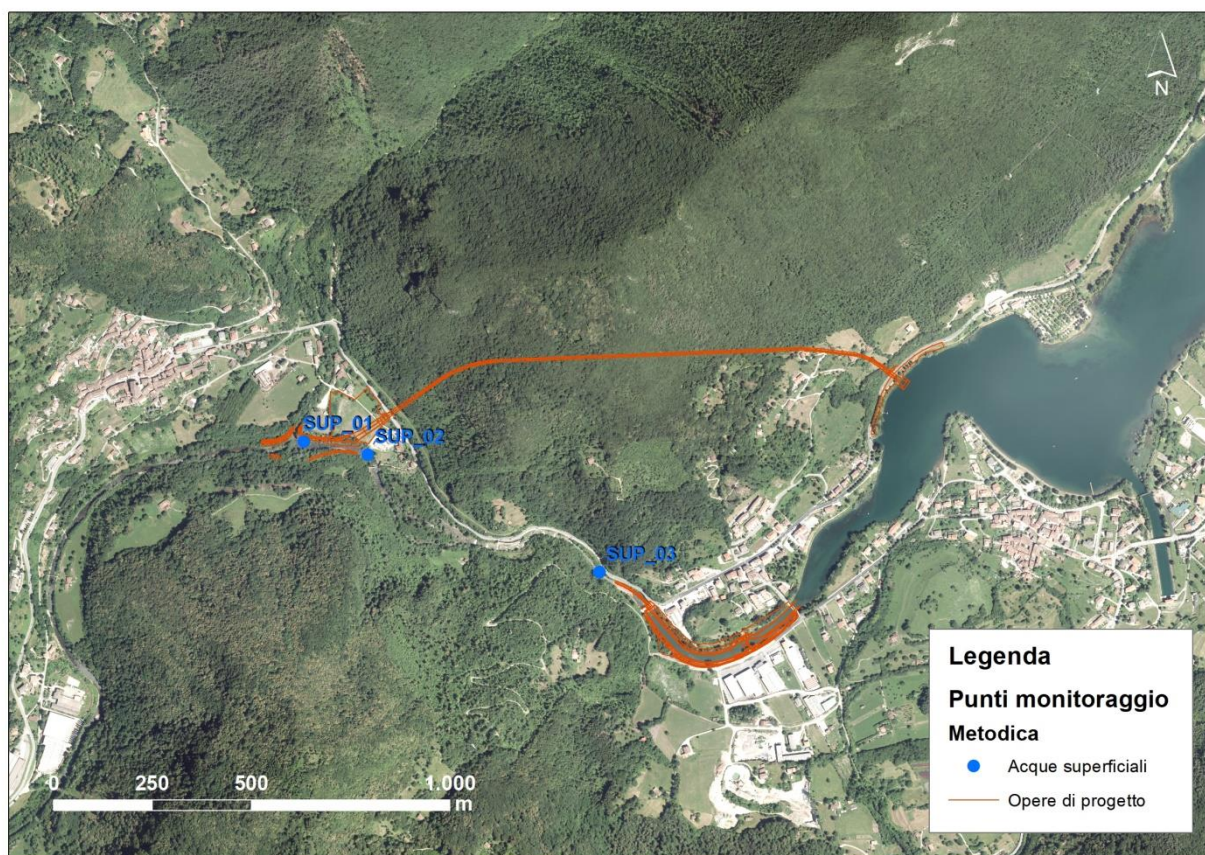 N
SUP_01
SUP_02
SUP_03
0 250 500 1.000
m
Legenda
Punti monitoraggio
Metodica
Acque superficiali
Opere di progetto